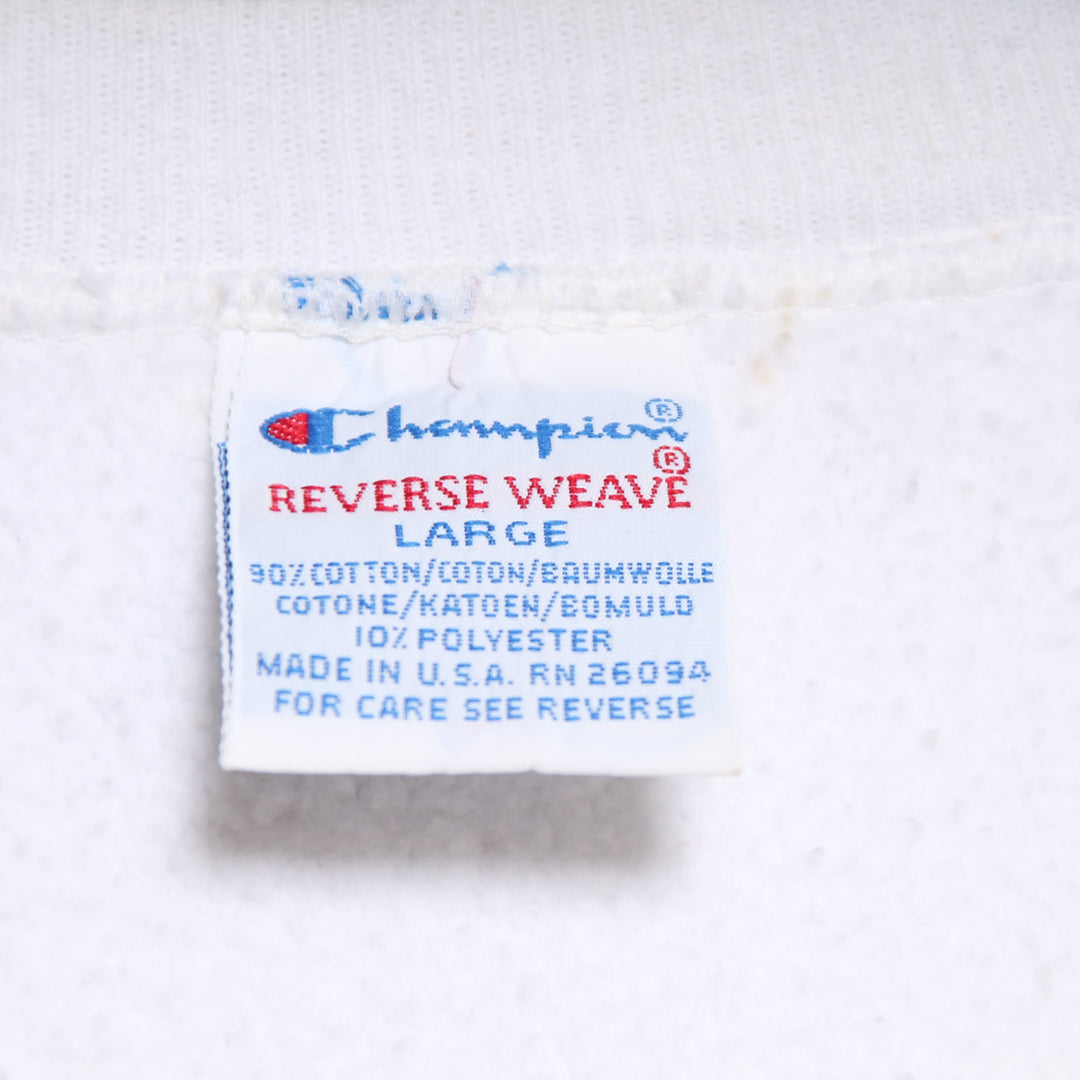 Champion®
REVERSE WEAVE®
LARGE
90% COTTON/COTON/BAUMWOLLE
COTONE/KATOEN/BOMULD
10% POLYESTER
MADE IN U.S.A. RN 26094
FOR CARE SEE REVERSE